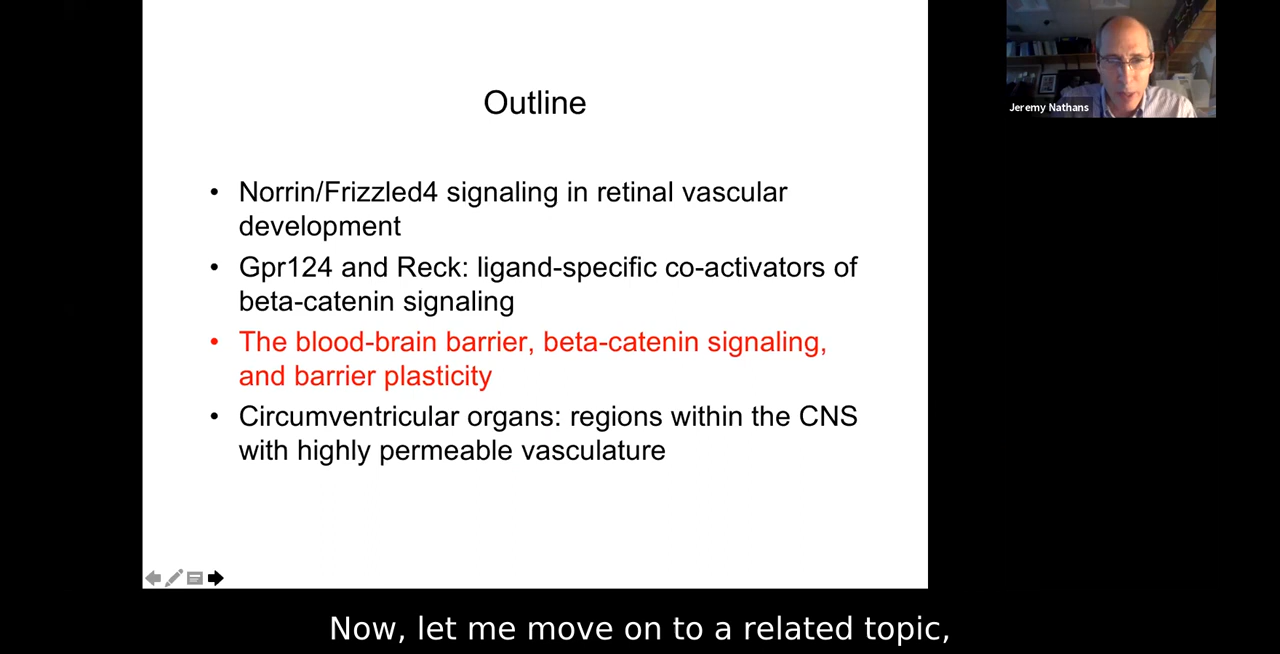 Outline
• Norrin/Frizzled4 signaling in retinal vascular
development
• Gpr124 and Reck: ligand-specific co-activators of
beta-catenin signaling
• The blood-brain barrier, beta-catenin signaling,
and barrier plasticity
• Circumventricular organs: regions within the CNS
with highly permeable vasculature
Jeremy Nathans
Now, let me move on to a related topic,